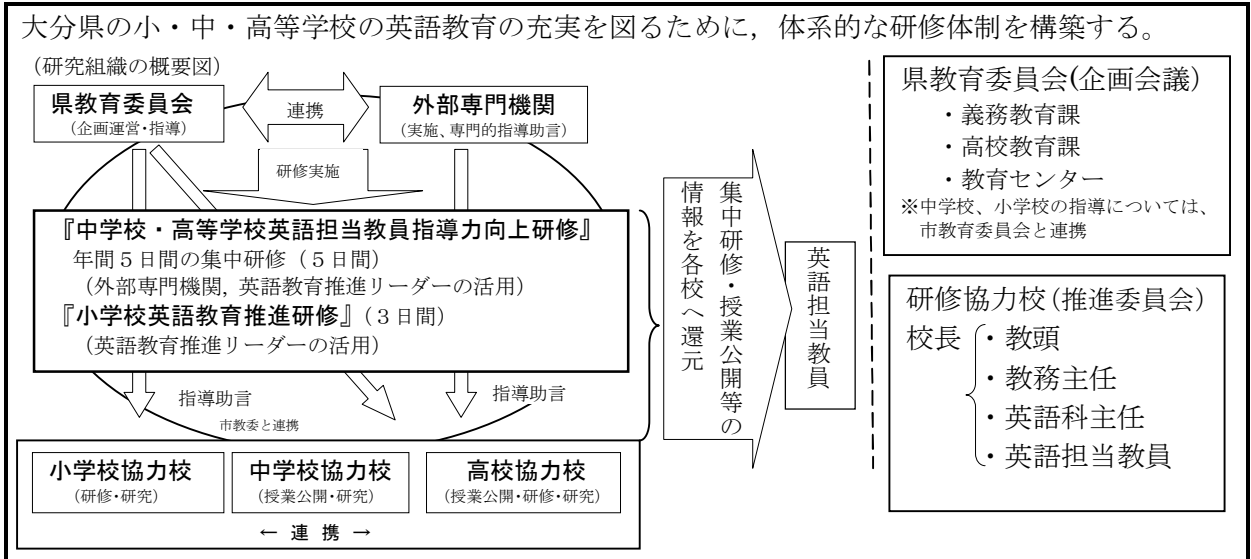 大分県の小・中・高等学校の英語教育の充実を図るために，体系的な研修体制を構築する。
(研究組織の概要図)
県教育委員会
(企画運営・指導)
連携
外部専門機関
(実施、専門的指導助言)
研修実施
『中学校・高等学校英語担当教員指導力向上研修』
年間５日間の集中研修（５日間）
(外部専門機関，英語教育推進リーダーの活用)
『小学校英語教育推進研修』（３日間）
(英語教育推進リーダーの活用)
指導助言
市教委と連携
指導助言
小学校協力校
(研修・研究)
中学校協力校
(授業公開・研究)
高校協力校
(授業公開・研修・研究)
← 連 携 →
集中研修・授業公開等の
情報を各校へ還元
英語担当教員
県教育委員会(企画会議)
・義務教育課
・高校教育課
・教育センター
※中学校、小学校の指導については、
市教育委員会と連携
研修協力校(推進委員会)
校長 ・教頭
・教務主任
・英語科主任
・英語担当教員